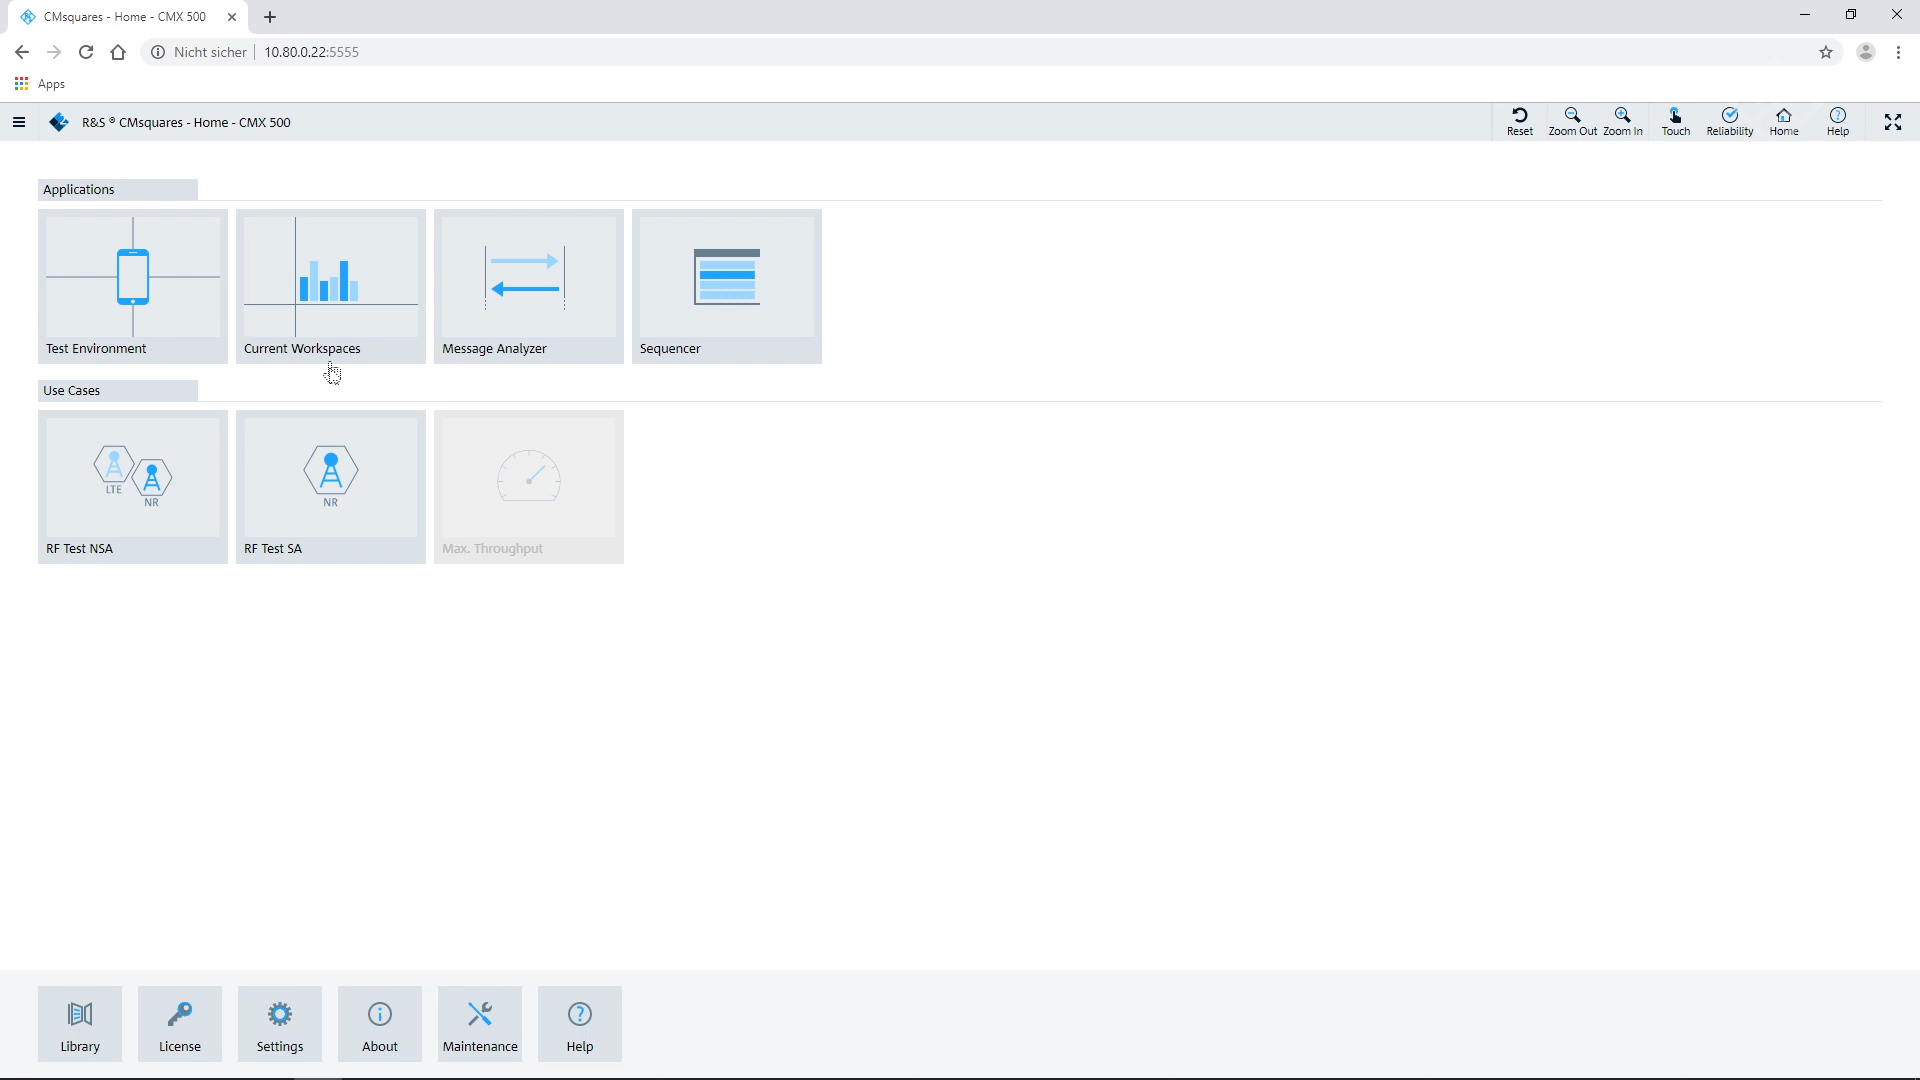 CMsquares - Home - CMX 500
Nicht sicher 10.80.0.22:5555
Apps
R&S ® CMsquares - Home - CMX 500
Reset Zoom Out Zoom In Touch Reliability Home Help
Applications
Test Environment Current Workspaces Message Analyzer Sequencer
Use Cases
LTE NR NR
RF Test NSA RF Test SA Max. Throughput
Library License Settings About Maintenance Help